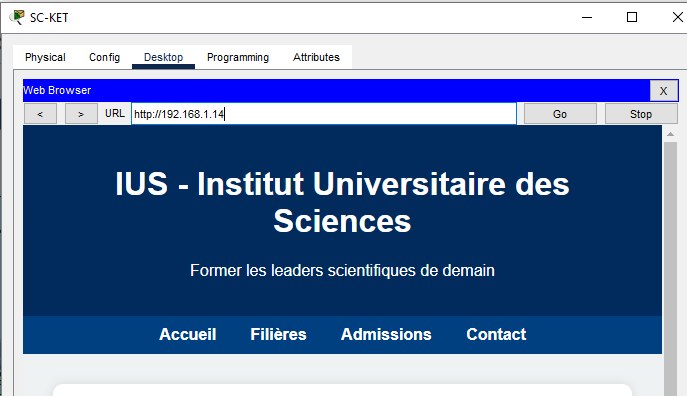 SC-KET
Physical Config Desktop Programming Attributes
Web Browser X
< > URL http://192.168.1.14 Go Stop
IUS - Institut Universitaire des
Sciences
Former les leaders scientifiques de demain
Accueil Filières Admissions Contact